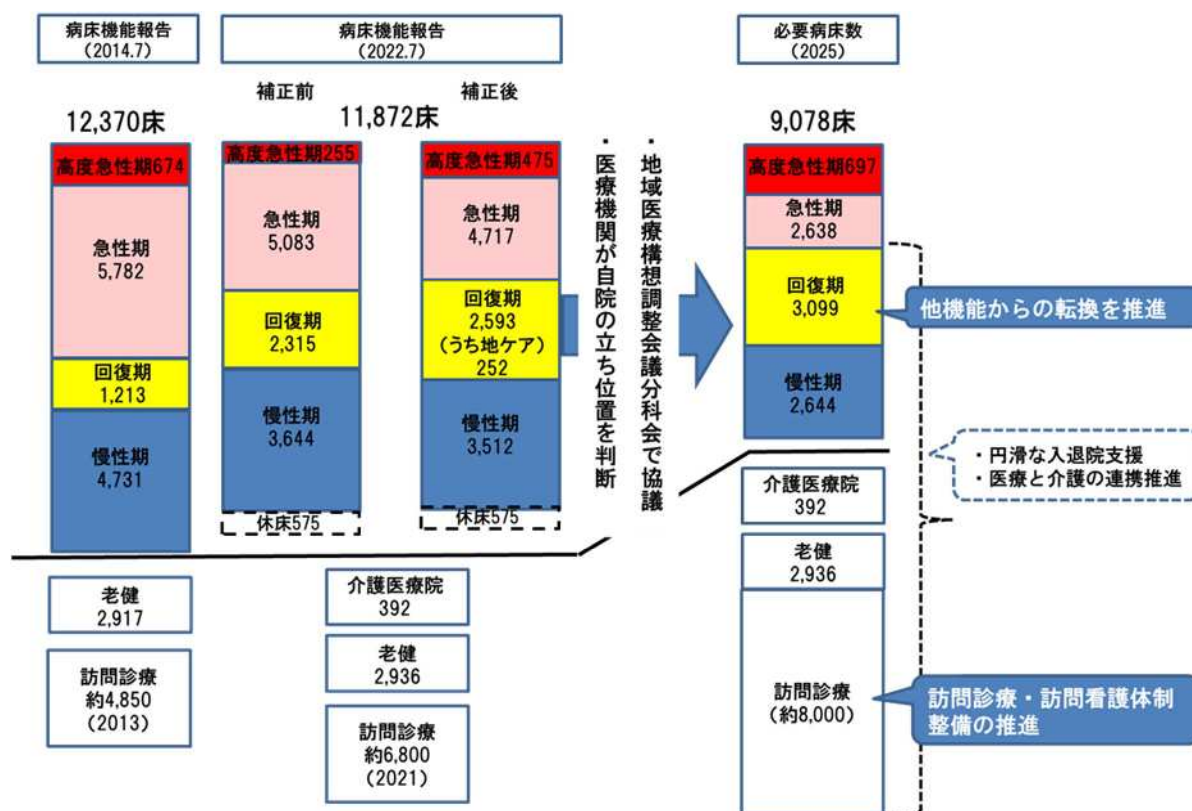 病床機能報告
(2014.7)
病床機能報告
(2022.7)
必要病床数
(2025)
補正前
補正後
12,370床
11,872床
9,078床
高度急性期674
急性期
5,782
回復期
1,213
慢性期
4,731
高度急性期255
急性期
5,083
回復期
2,315
慢性期
3,644
休床575
高度急性期475
急性期
4,717
回復期
2,593
(うち地ケア)
252
慢性期
3,512
休床575
・地域医療構想調整会議分科会で協議
・医療機関が自院の立ち位置を判断
高度急性期697
急性期
2,638
回復期
3,099
慢性期
2,644
他機能からの転換を推進
・円滑な入退院支援
・医療と介護の連携推進
老健
2,917
訪問診療
約4,850
(2013)
介護医療院
392
老健
2,936
訪問診療
約6,800
(2021)
介護医療院
392
老健
2,936
訪問診療
(約8,000)
訪問診療・訪問看護体制
整備の推進